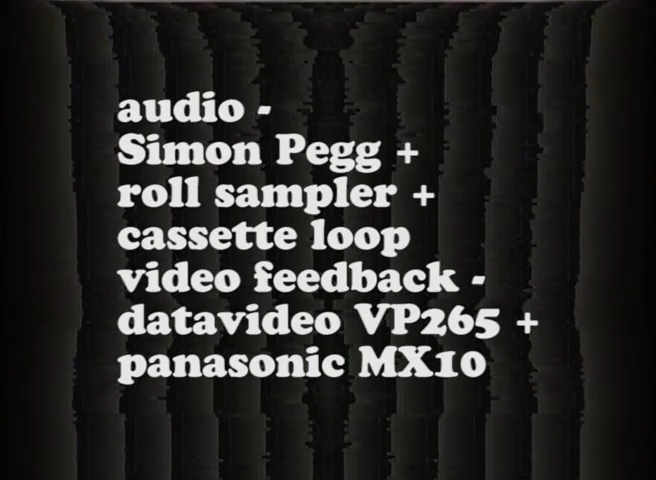 audio -
Simon Pegg +
roll sampler +
cassette loop
video feedback -
datavideo VP265 +
panasonic MX10